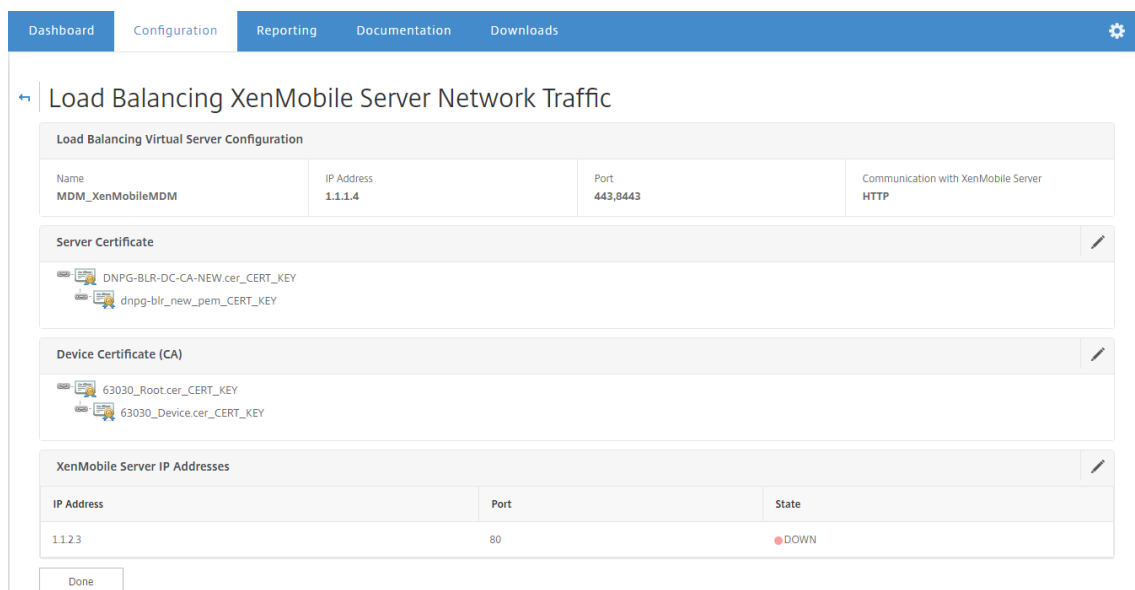 Dashboard Configuration Reporting Documentation Downloads
Load Balancing XenMobile Server Network Traffic
Load Balancing Virtual Server Configuration
Name IP Address Port Communication with XenMobile Server
MDM_XenMobileMDM 1.1.1.4 443,8443 HTTP
Server Certificate
DNPG-BLR-DC-CA-NEW.cer_CERT_KEY
dnpg-blr_new_pem_CERT_KEY
Device Certificate (CA)
63030_Root.cer_CERT_KEY
63030_Device.cer_CERT_KEY
XenMobile Server IP Addresses
IP Address Port State
1.1.2.3 80 DOWN
Done